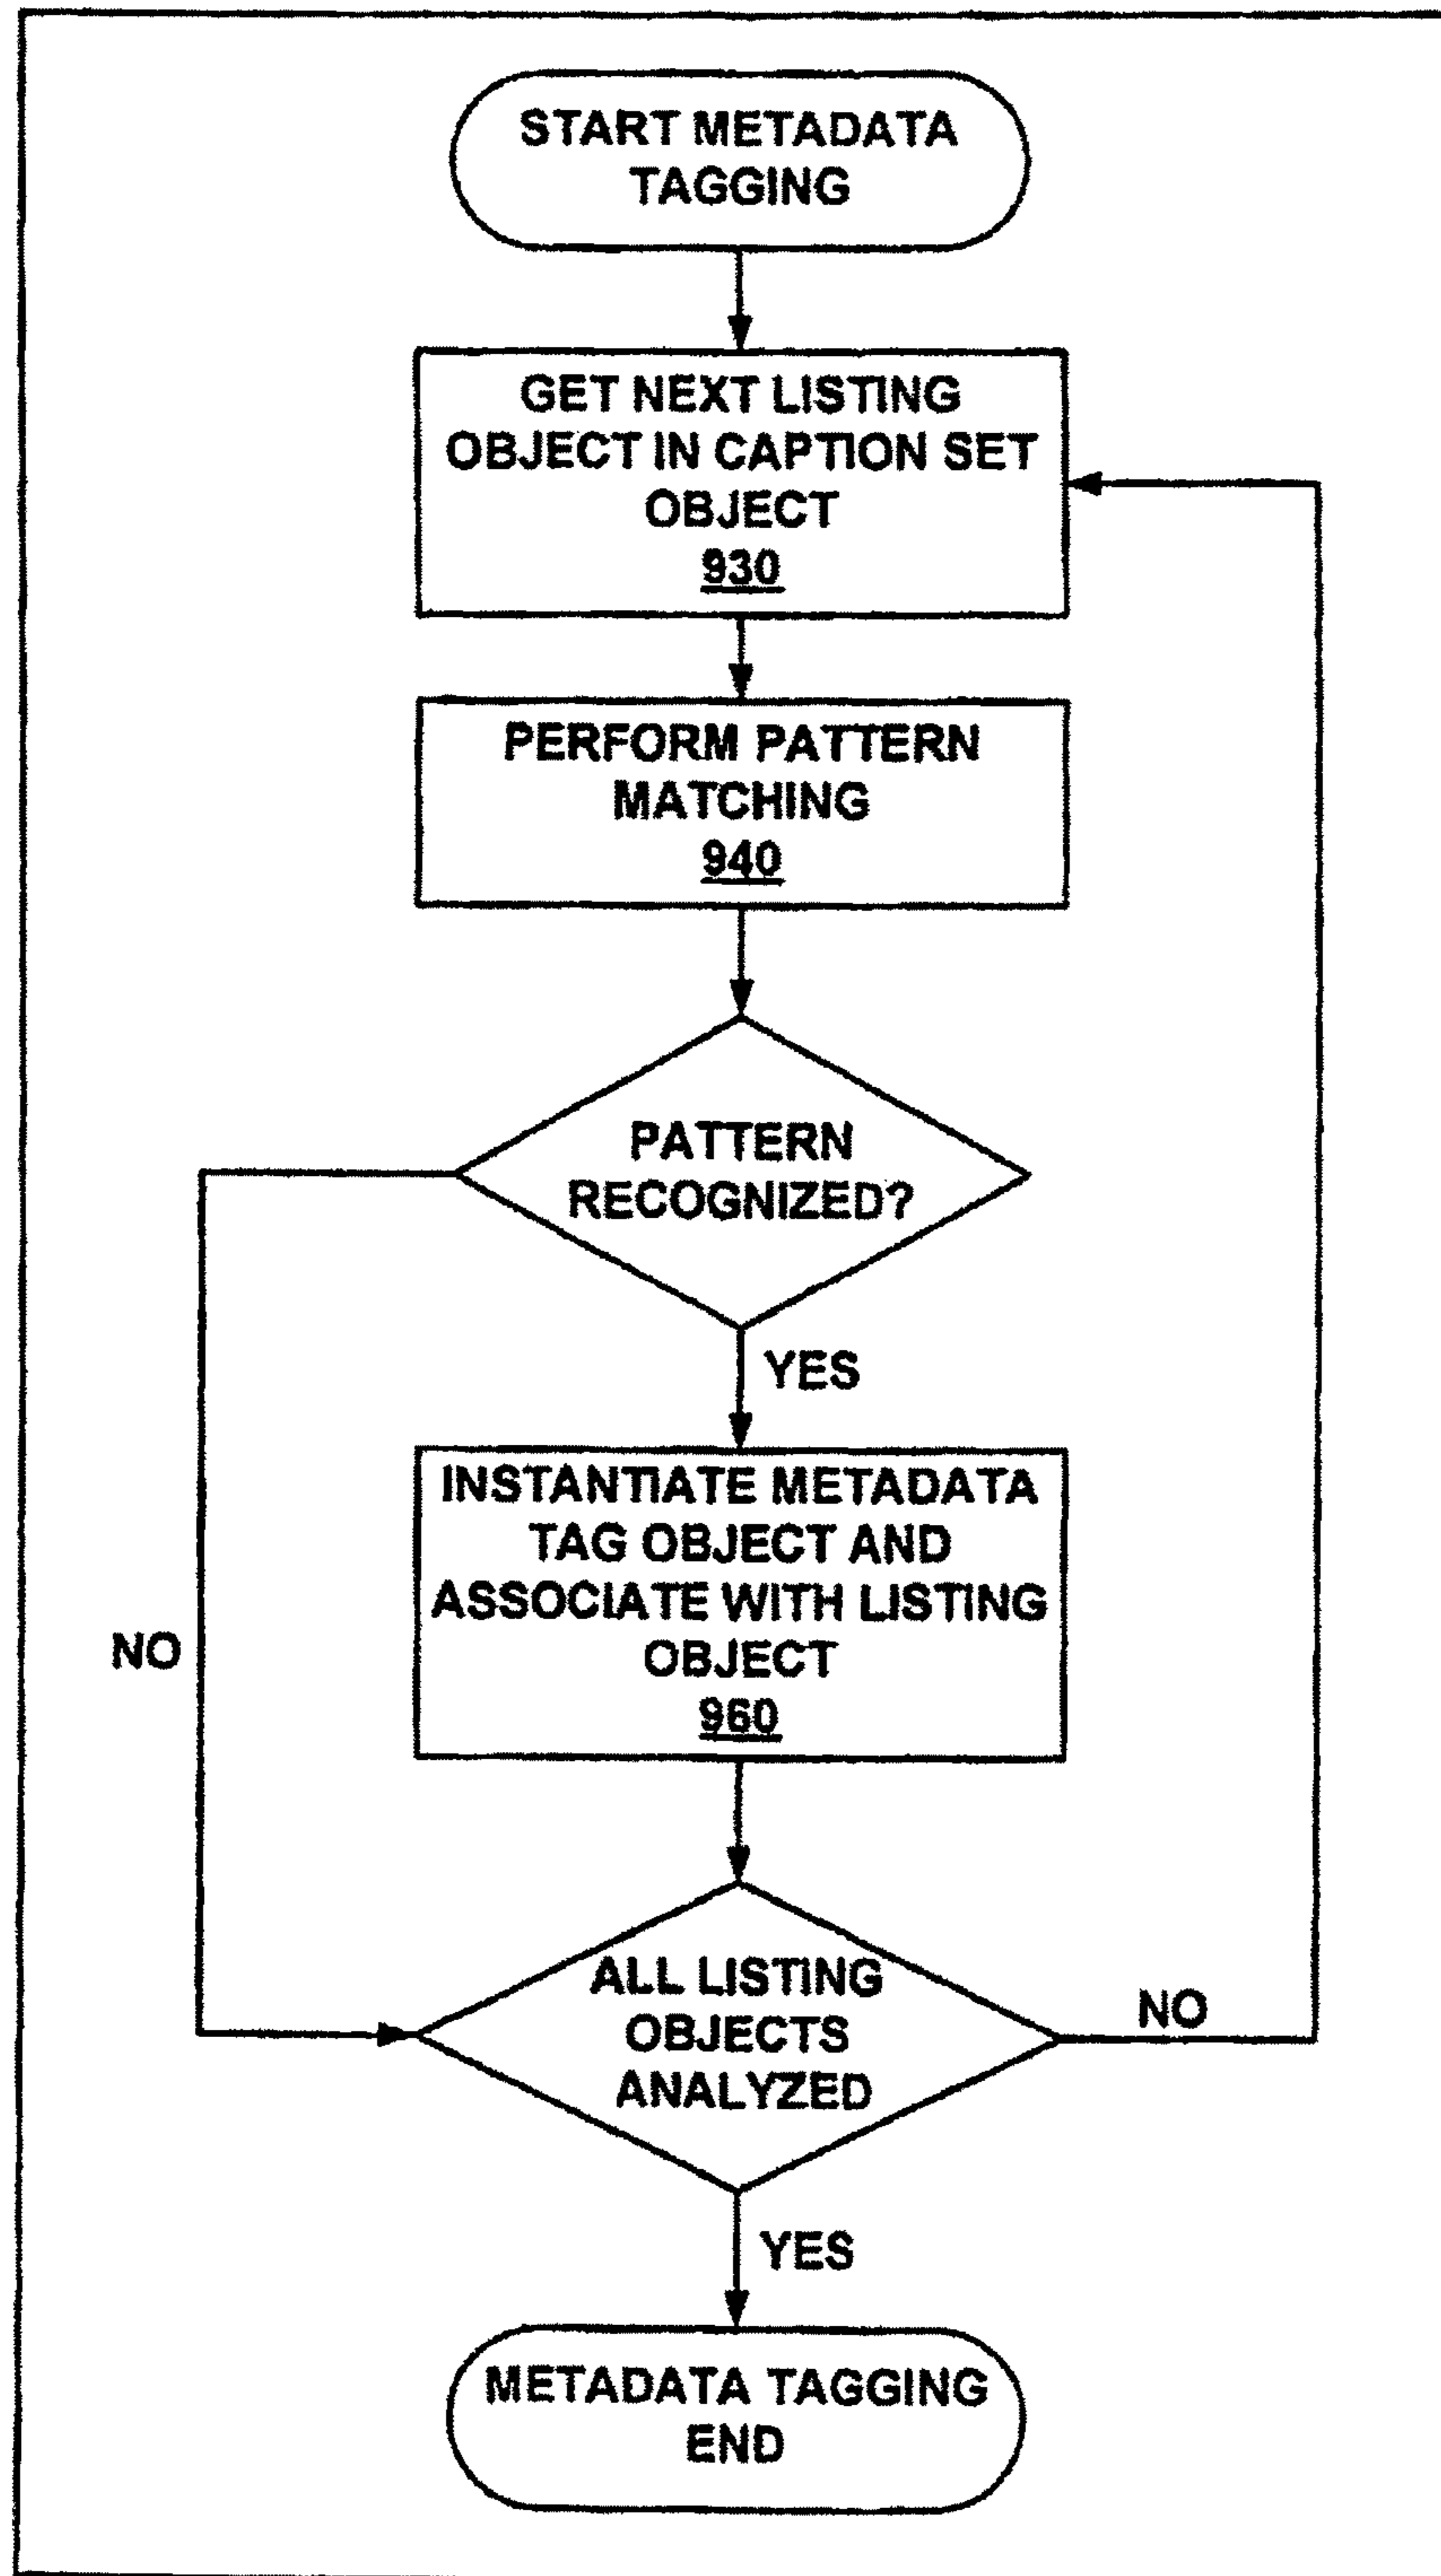 START METADATA
TAGGING
GET NEXT LISTING
OBJECT IN CAPTION SET
OBJECT
930
PERFORM PATTERN
MATCHING
940
PATTERN
RECOGNIZED?
YES
INSTANTIATE METADATA
TAG OBJECT AND
ASSOCIATE WITH LISTING
OBJECT
960
NO
ALL LISTING
OBJECTS
ANALYZED
NO
YES
METADATA TAGGING
END